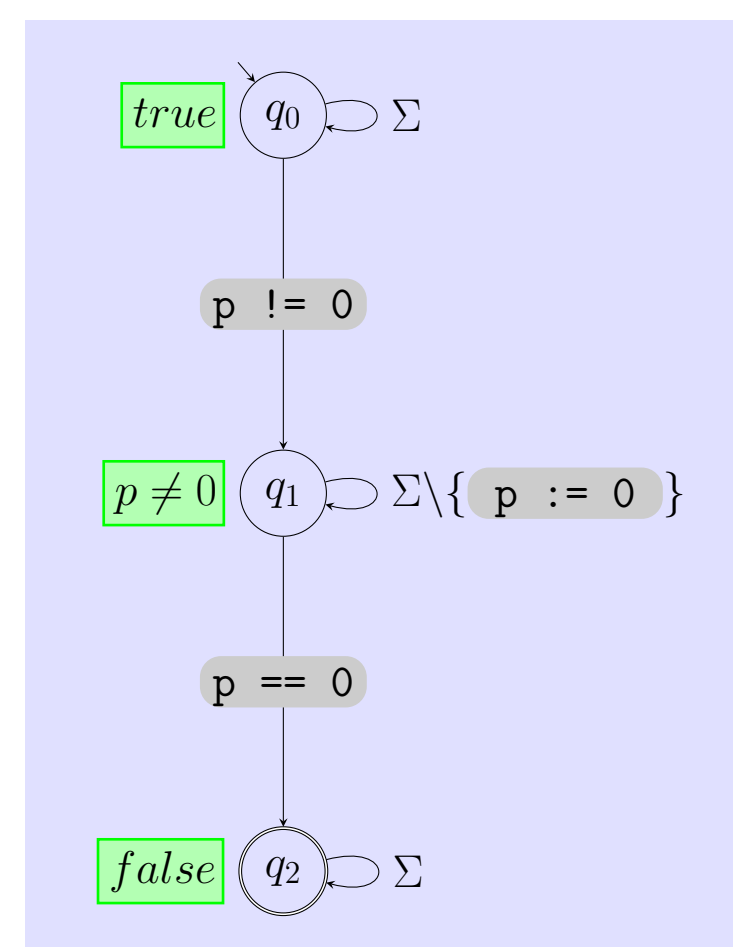 true q₀ Σ
p != 0
p ≠ 0 q₁ Σ\{ p := 0 }
p == 0
false q₂ Σ